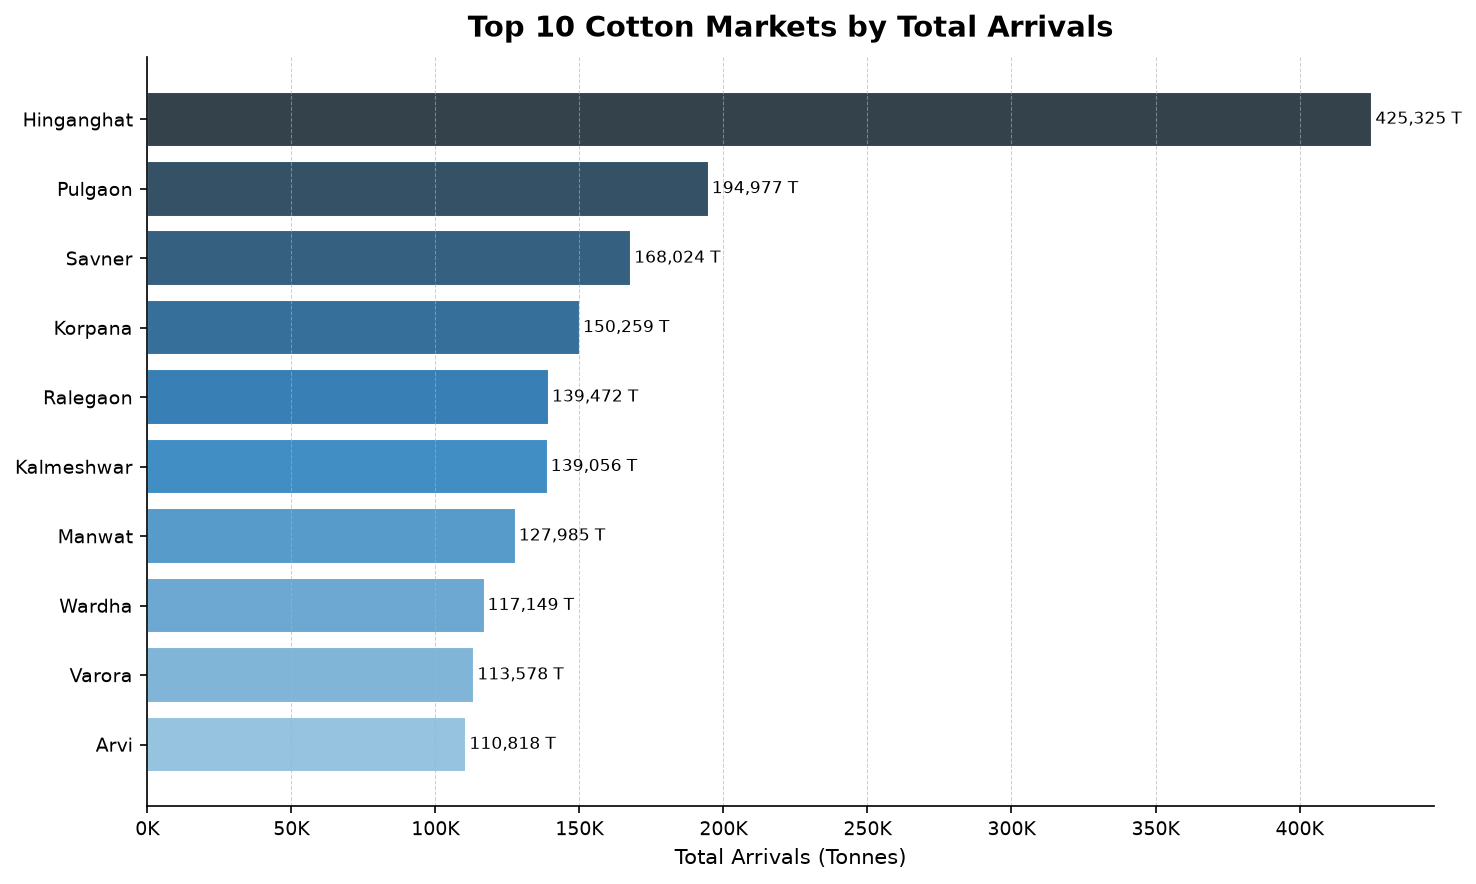 Top 10 Cotton Markets by Total Arrivals
Hinganghat 425,325 T
Pulgaon 194,977 T
Savner 168,024 T
Korpana 150,259 T
Ralegaon 139,472 T
Kalmeshwar 139,056 T
Manwat 127,985 T
Wardha 117,149 T
Varora 113,578 T
Arvi 110,818 T
0K 50K 100K 150K 200K 250K 300K 350K 400K
Total Arrivals (Tonnes)